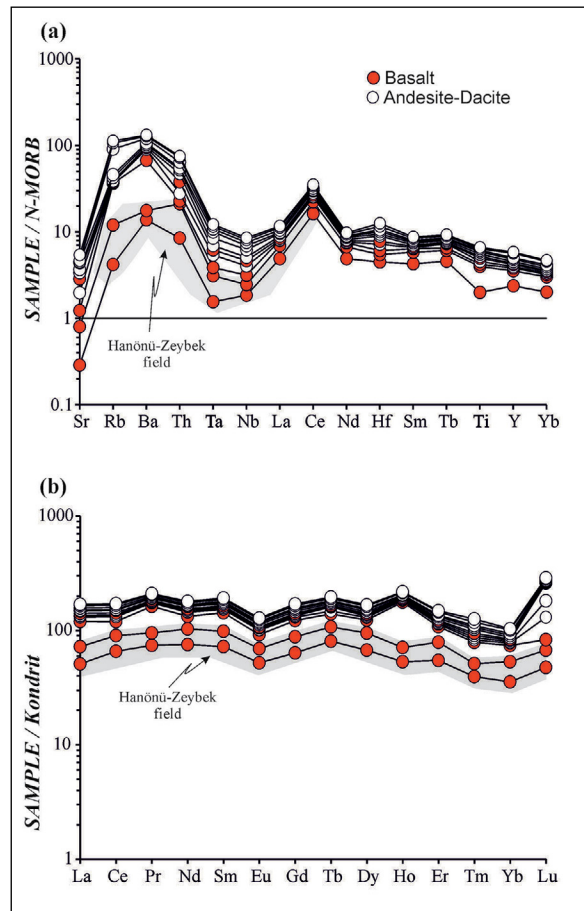 (a)
1000
100
10
1
0.1
SAMPLE / N-MORB
Basalt
Andesite-Dacite
Hanönü-Zeybek
field
Sr Rb Ba Th Ta Nb La Ce Nd Hf Sm Tb Ti Y Yb
(b)
1000
100
10
1
SAMPLE / Kondrit
Hanönü-Zeybek
field
La Ce Pr Nd Sm Eu Gd Tb Dy Ho Er Tm Yb Lu